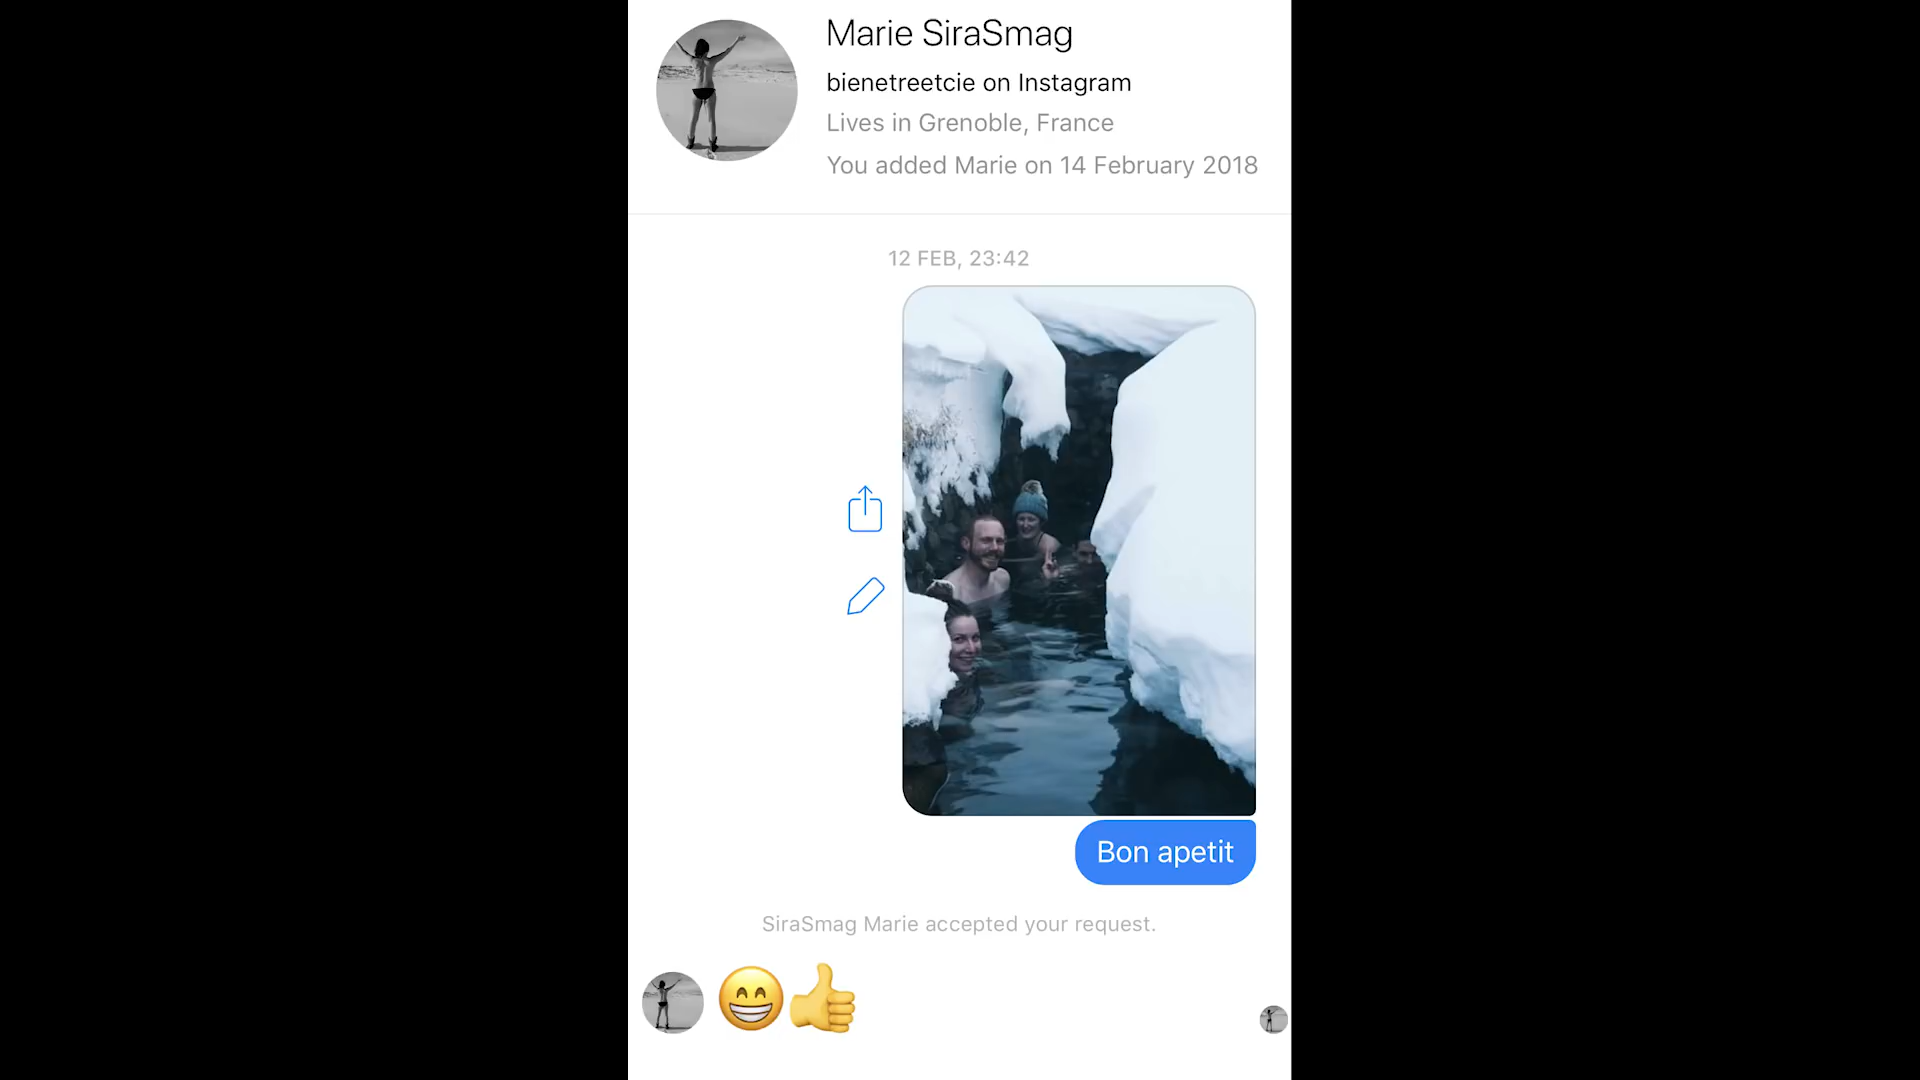 Marie SiraSmag
bienetreetcie on Instagram
Lives in Grenoble, France
You added Marie on 14 February 2018
12 FEB, 23:42
Bon apetit
SiraSmag Marie accepted your request.